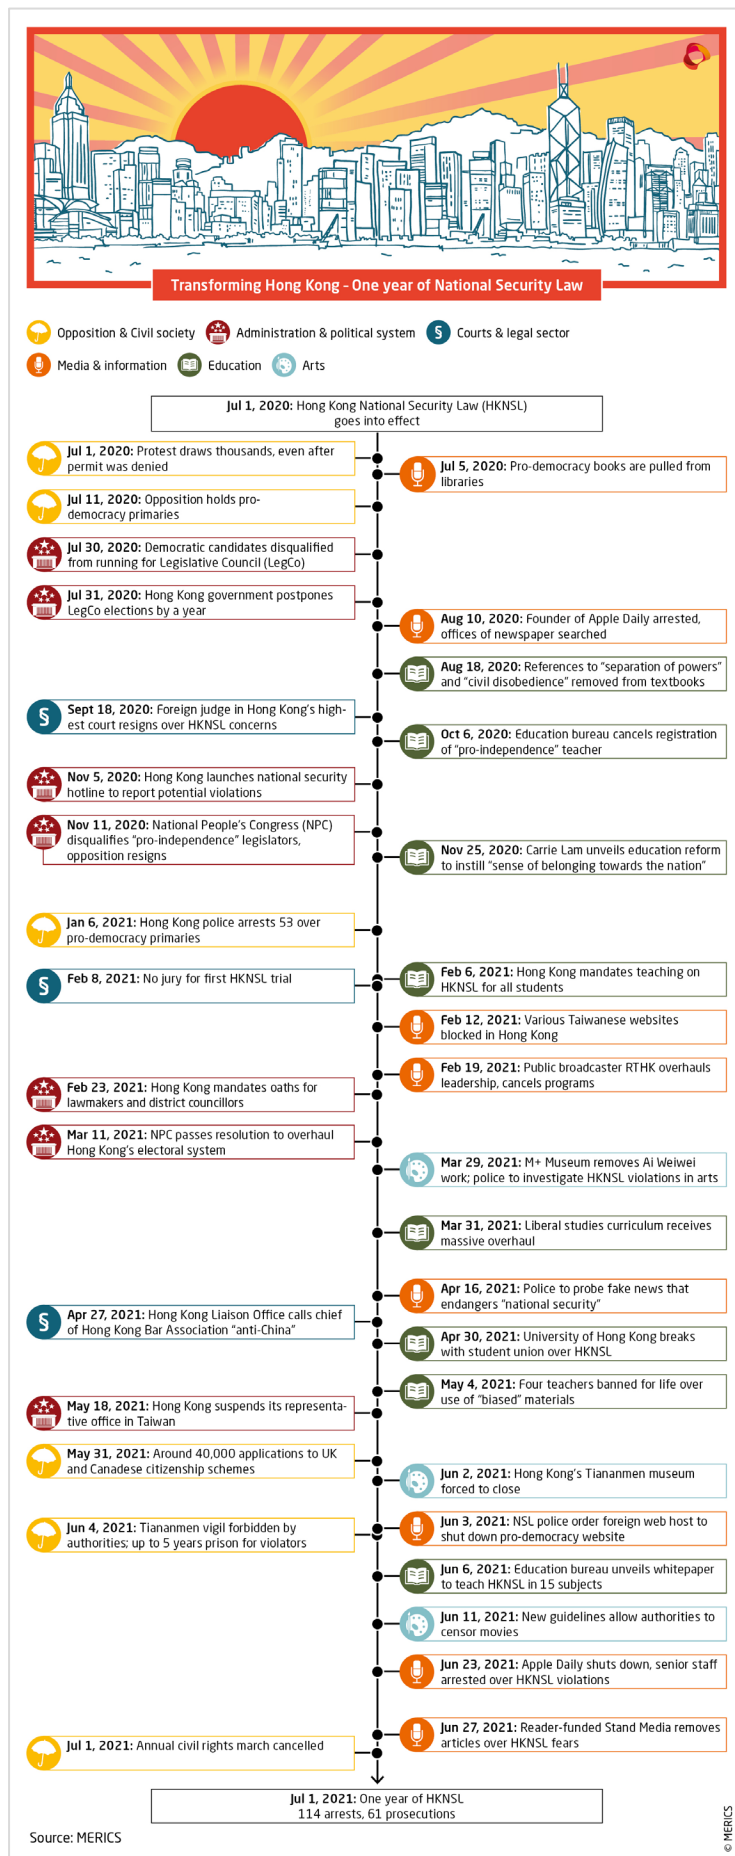 Transforming Hong Kong – One year of National Security Law
Opposition & Civil society
Administration & political system
§ Courts & legal sector
Media & information
Education
Arts
Jul 1, 2020: Hong Kong National Security Law (HKNSL)
goes into effect
Jul 1, 2020: Protest draws thousands, even after
permit was denied
Jul 5, 2020: Pro-democracy books are pulled from
libraries
Jul 11, 2020: Opposition holds pro-
democracy primaries
Jul 30, 2020: Democratic candidates disqualified
from running for Legislative Council (LegCo)
Jul 31, 2020: Hong Kong government postpones
LegCo elections by a year
Aug 10, 2020: Founder of Apple Daily arrested,
offices of newspaper searched
Aug 18, 2020: References to “separation of powers”
and “civil disobedience” removed from textbooks
§ Sept 18, 2020: Foreign judge in Hong Kong’s high-
est court resigns over HKNSL concerns
Oct 6, 2020: Education bureau cancels registration
of “pro-independence” teacher
Nov 5, 2020: Hong Kong launches national security
hotline to report potential violations
Nov 11, 2020: National People’s Congress (NPC)
disqualifies “pro-independence” legislators,
opposition resigns
Nov 25, 2020: Carrie Lam unveils education reform
to instill “sense of belonging towards the nation”
Jan 6, 2021: Hong Kong police arrests 53 over
pro-democracy primaries
Feb 6, 2021: Hong Kong mandates teaching on
HKNSL for all students
§ Feb 8, 2021: No jury for first HKNSL trial
Feb 12, 2021: Various Taiwanese websites
blocked in Hong Kong
Feb 19, 2021: Public broadcaster RTHK overhauls
leadership, cancels programs
Feb 23, 2021: Hong Kong mandates oaths for
lawmakers and district councillors
Mar 11, 2021: NPC passes resolution to overhaul
Hong Kong’s electoral system
Mar 29, 2021: M+ Museum removes Ai Weiwei
work; police to investigate HKNSL violations in arts
Mar 31, 2021: Liberal studies curriculum receives
massive overhaul
Apr 16, 2021: Police to probe fake news that
endangers “national security”
§ Apr 27, 2021: Hong Kong Liaison Office calls chief
of Hong Kong Bar Association “anti-China”
Apr 30, 2021: University of Hong Kong breaks
with student union over HKNSL
May 4, 2021: Four teachers banned for life over
use of “biased” materials
May 18, 2021: Hong Kong suspends its representa-
tive office in Taiwan
May 31, 2021: Around 40,000 applications to UK
and Canadese citizenship schemes
Jun 2, 2021: Hong Kong’s Tiananmen museum
forced to close
Jun 3, 2021: NSL police order foreign web host to
shut down pro-democracy website
Jun 4, 2021: Tiananmen vigil forbidden by
authorities; up to 5 years prison for violators
Jun 6, 2021: Education bureau unveils whitepaper
to teach HKNSL in 15 subjects
Jun 11, 2021: New guidelines allow authorities to
censor movies
Jun 23, 2021: Apple Daily shuts down, senior staff
arrested over HKNSL violations
Jun 27, 2021: Reader-funded Stand Media removes
articles over HKNSL fears
Jul 1, 2021: Annual civil rights march cancelled
Jul 1, 2021: One year of HKNSL
114 arrests, 61 prosecutions
Source: MERICS
© MERICS